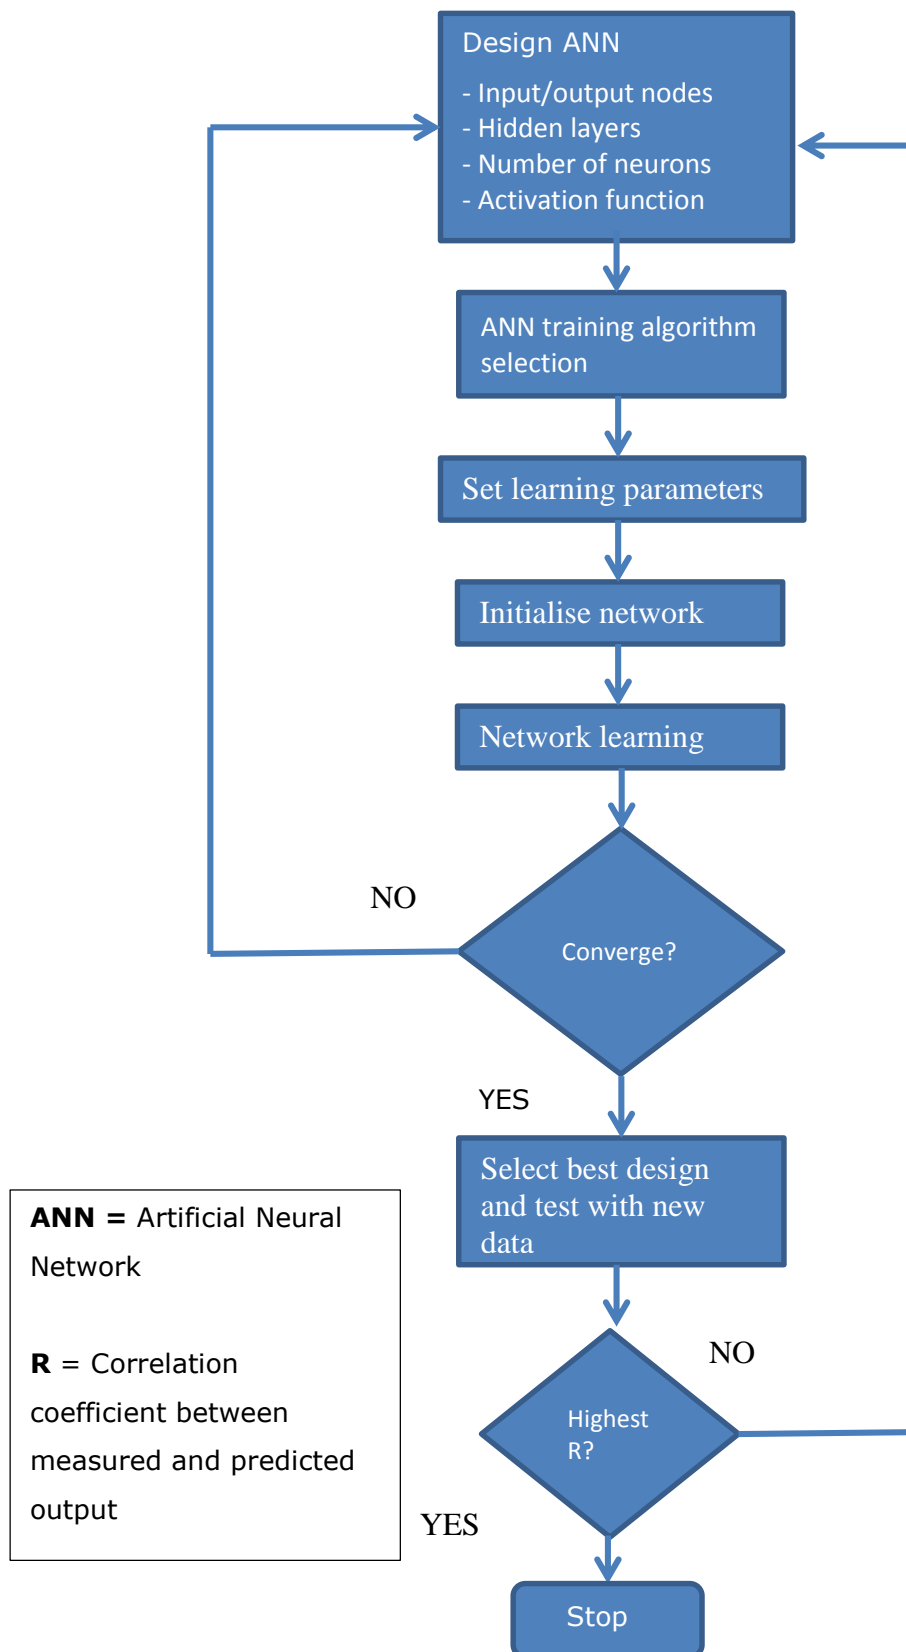 Design ANN
- Input/output nodes
- Hidden layers
- Number of neurons
- Activation function
ANN training algorithm
selection
Set learning parameters
Initialise network
Network learning
NO
Converge?
YES
Select best design
and test with new
data
ANN = Artificial Neural
Network
R = Correlation
coefficient between
measured and predicted
output
NO
Highest
R?
YES
Stop